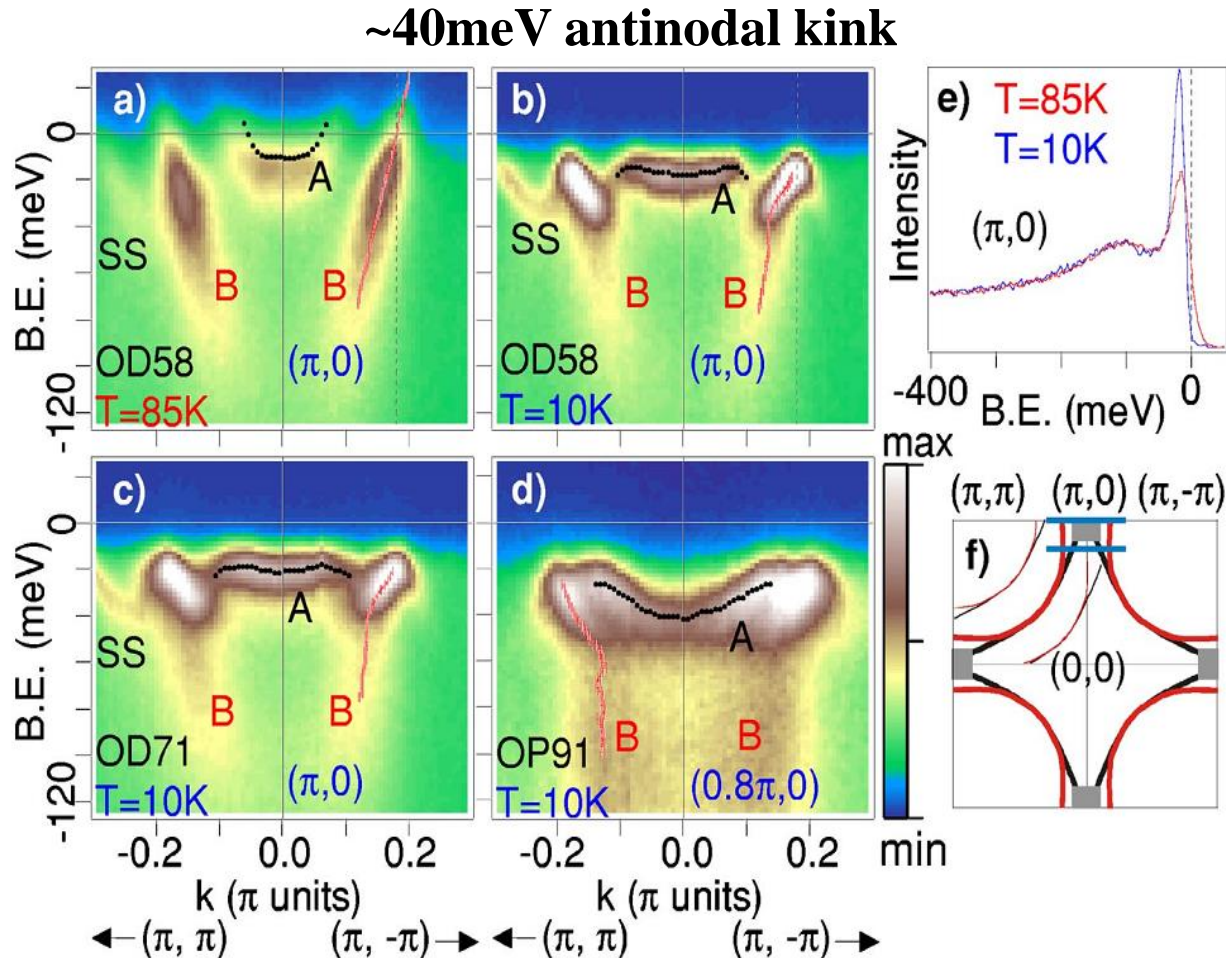 ~40meV antinodal kink
a)
0
A
SS
B
B
OD58
(π,0)
T=85K
-120
B.E. (meV)
b)
A
SS
B
B
OD58
(π,0)
T=10K
e)
T=85K
T=10K
(π,0)
Intensity
-400
0
B.E. (meV)
c)
0
A
SS
B
B
OD71
(π,0)
T=10K
-120
B.E. (meV)
-0.2
0.0
0.2
k (π units)
(π, π)
(π, -π)
d)
A
B
B
OP91
(0.8π,0)
T=10K
-0.2
0.0
0.2
k (π units)
(π, π)
(π, -π)
max
min
(π,π) (π,0) (π,-π)
f)
(0,0)